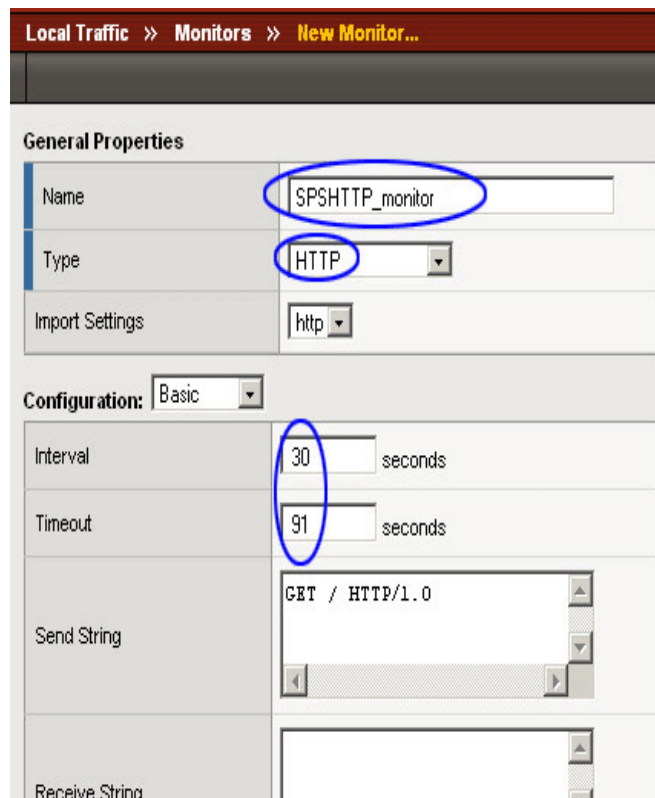 Local Traffic » Monitors » New Monitor...
General Properties
Name SPSHTTP_monitor
Type HTTP
Import Settings http
Configuration: Basic
Interval 30 seconds
Timeout 91 seconds
Send String GET / HTTP/1.0
Receive String